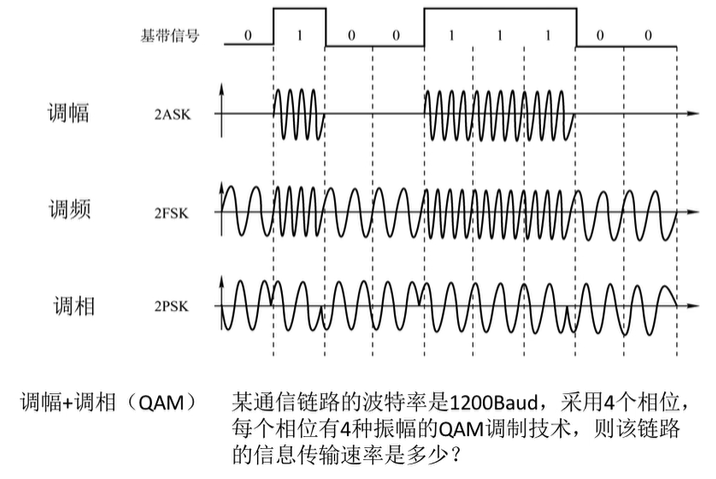 基带信号 0 1 0 0 1 1 1 0 0
调幅 2ASK
调频 2FSK
调相 2PSK
调幅+调相（QAM） 某通信链路的波特率是1200Baud，采用4个相位，
每个相位有4种振幅的QAM调制技术，则该链路
的信息传输速率是多少？